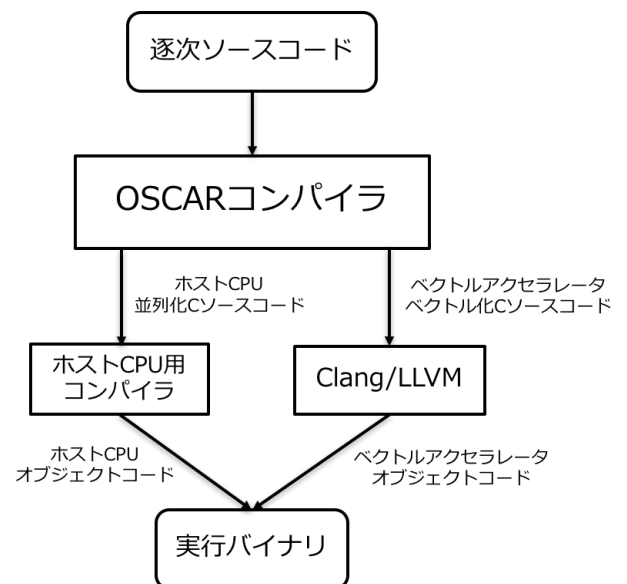 逐次ソースコード
OSCARコンパイラ
ホストCPU
並列化Cソースコード
ベクトルアクセラレータ
ベクトル化Cソースコード
ホストCPU用
コンパイラ
Clang/LLVM
ホストCPU
オブジェクトコード
ベクトルアクセラレータ
オブジェクトコード
実行バイナリ